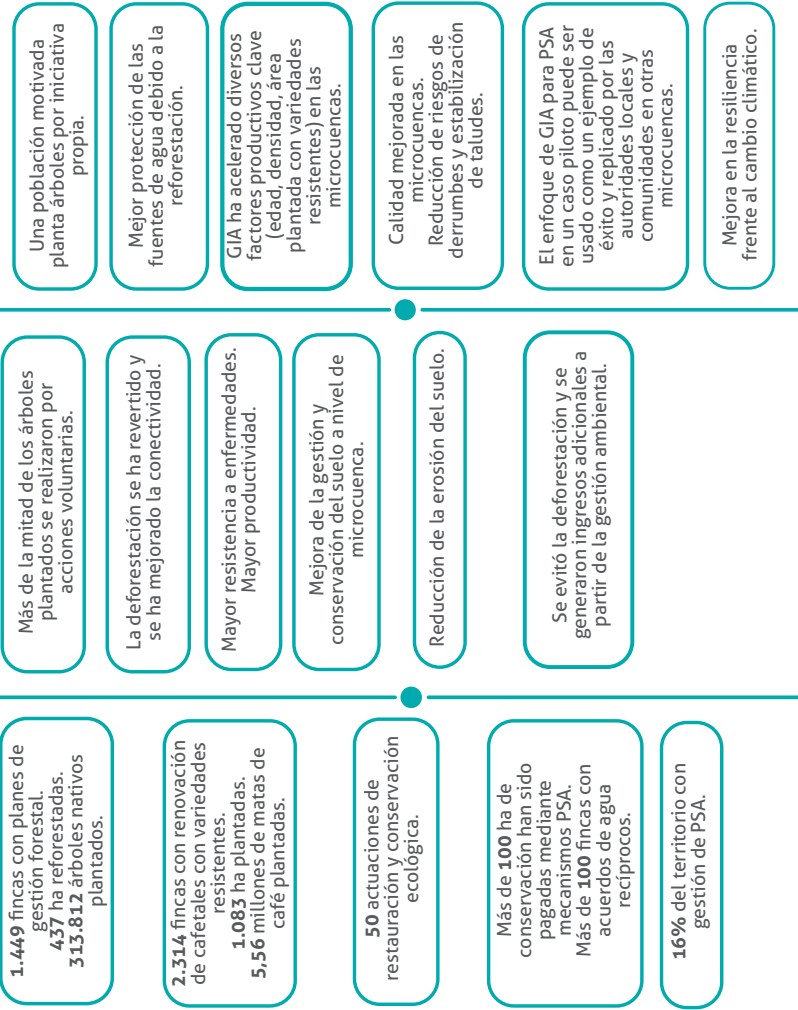 1.449 fincas con planes de
gestión forestal.
437 ha reforestadas.
313.812 árboles nativos
plantados.
2.314 fincas con renovación
de cafetales con variedades
resistentes.
1.083 ha plantadas.
5,56 millones de matas de
café plantadas.
50 actuaciones de
restauración y conservación
ecológica.
Más de 100 ha de
conservación han sido
pagadas mediante
mecanismos PSA.
Más de 100 fincas con
acuerdos de agua
recíprocos.
16% del territorio con
gestión de PSA.
Más de la mitad de los árboles
plantados se realizaron por
acciones voluntarias.
La deforestación se ha revertido y
se ha mejorado la conectividad.
Mayor resistencia a enfermedades.
Mayor productividad.
Mejora de la gestión y
conservación del suelo a nivel de
microcuenca.
Reducción de la erosión del suelo.
Se evitó la deforestación y se
generaron ingresos adicionales a
partir de la gestión ambiental.
Una población motivada
planta árboles por iniciativa
propia.
Mejor protección de las
fuentes de agua debido a la
reforestación.
GIA ha acelerado diversos
factores productivos clave
(edad, densidad, área
plantada con variedades
resistentes) en las
microcuencas.
Calidad mejorada en las
microcuencas.
Reducción de riesgos de
derrumbes y estabilización
de taludes.
El enfoque de GIA para PSA
en un caso piloto puede ser
usado como un ejemplo de
éxito y replicado por las
autoridades locales y
comunidades en otras
microcuencas.
Mejora en la resiliencia
frente al cambio climático.